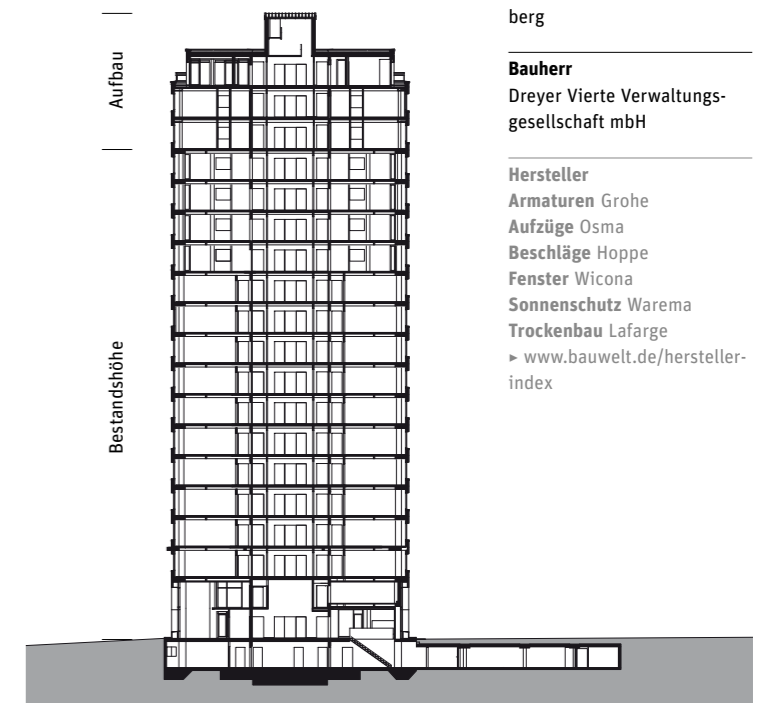 Aufbau
Bestandshöhe
berg
Bauherr
Dreyer Vierte Verwaltungs-
gesellschaft mbH
Hersteller
Armaturen Grohe
Aufzüge Osma
Beschläge Hoppe
Fenster Wicona
Sonnenschutz Warema
Trockenbau Lafarge
► www.bauwelt.de/hersteller-
index